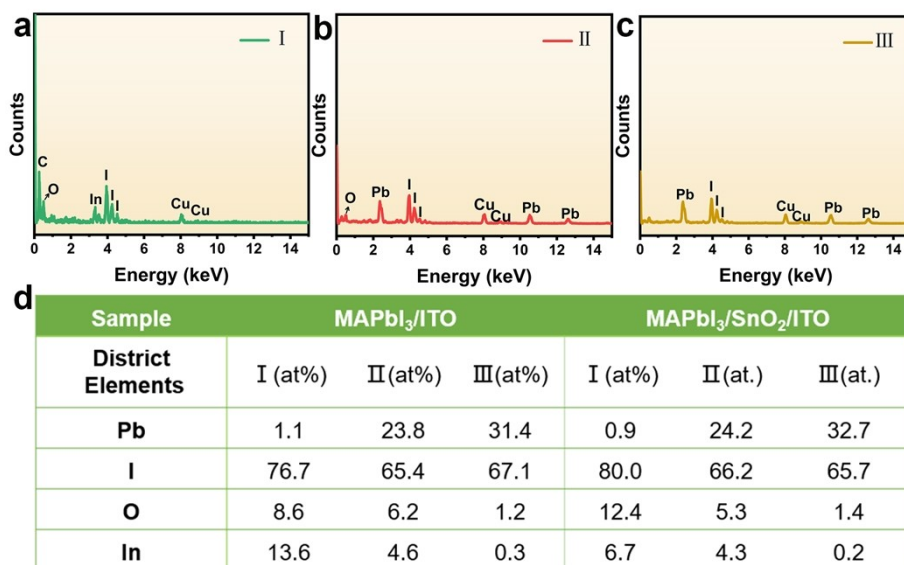 a
I
Counts
C
O
In
I
I
I
Cu
Cu
0 2 4 6 8 10 12 14
Energy (keV)
b
II
Counts
O
Pb
I
I
I
Cu
Cu
Pb
Pb
0 2 4 6 8 10 12 14
Energy (keV)
c
III
Counts
Pb
I
I
I
Cu
Cu
Pb
Pb
0 2 4 6 8 10 12 14
Energy (keV)
d
Sample MAPbI₃/ITO MAPbI₃/SnO₂/ITO
District
Elements
Ⅰ (at%) Ⅱ(at%) Ⅲ(at%) Ⅰ (at%) Ⅱ(at.) Ⅲ(at.)
Pb 1.1 23.8 31.4 0.9 24.2 32.7
I 76.7 65.4 67.1 80.0 66.2 65.7
O 8.6 6.2 1.2 12.4 5.3 1.4
In 13.6 4.6 0.3 6.7 4.3 0.2